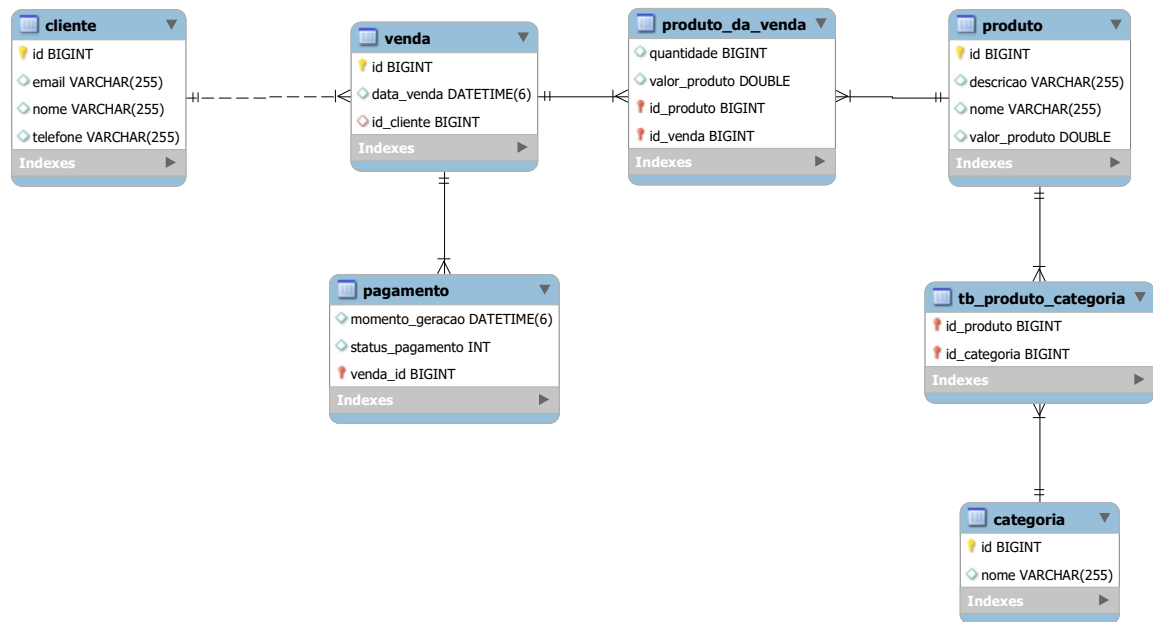 cliente
id BIGINT
email VARCHAR(255)
nome VARCHAR(255)
telefone VARCHAR(255)
Indexes
venda
id BIGINT
data_venda DATETIME(6)
id_cliente BIGINT
Indexes
produto_da_venda
quantidade BIGINT
valor_produto DOUBLE
id_produto BIGINT
id_venda BIGINT
Indexes
produto
id BIGINT
descricao VARCHAR(255)
nome VARCHAR(255)
valor_produto DOUBLE
Indexes
pagamento
momento_geracao DATETIME(6)
status_pagamento INT
venda_id BIGINT
Indexes
tb_produto_categoria
id_produto BIGINT
id_categoria BIGINT
Indexes
categoria
id BIGINT
nome VARCHAR(255)
Indexes